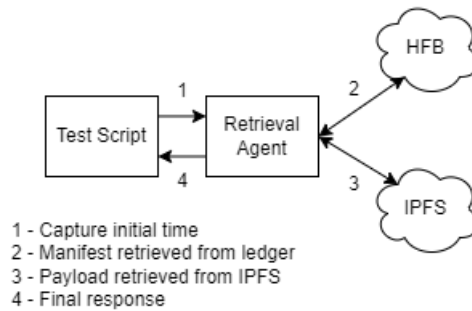 HFB
1
2
Test Script
Retrieval
Agent
4
3
IPFS
1 - Capture initial time
2 - Manifest retrieved from ledger
3 - Payload retrieved from IPFS
4 - Final response